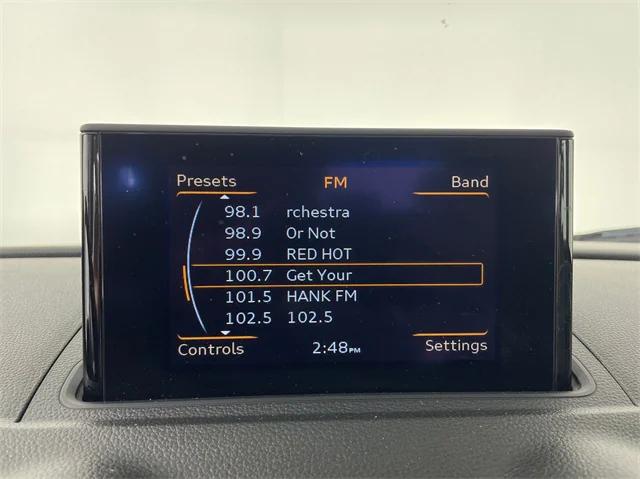 Presets FM Band
98.1 rchestra
98.9 Or Not
99.9 RED HOT
100.7 Get Your
101.5 HANK FM
102.5 102.5
Controls 2:48PM Settings